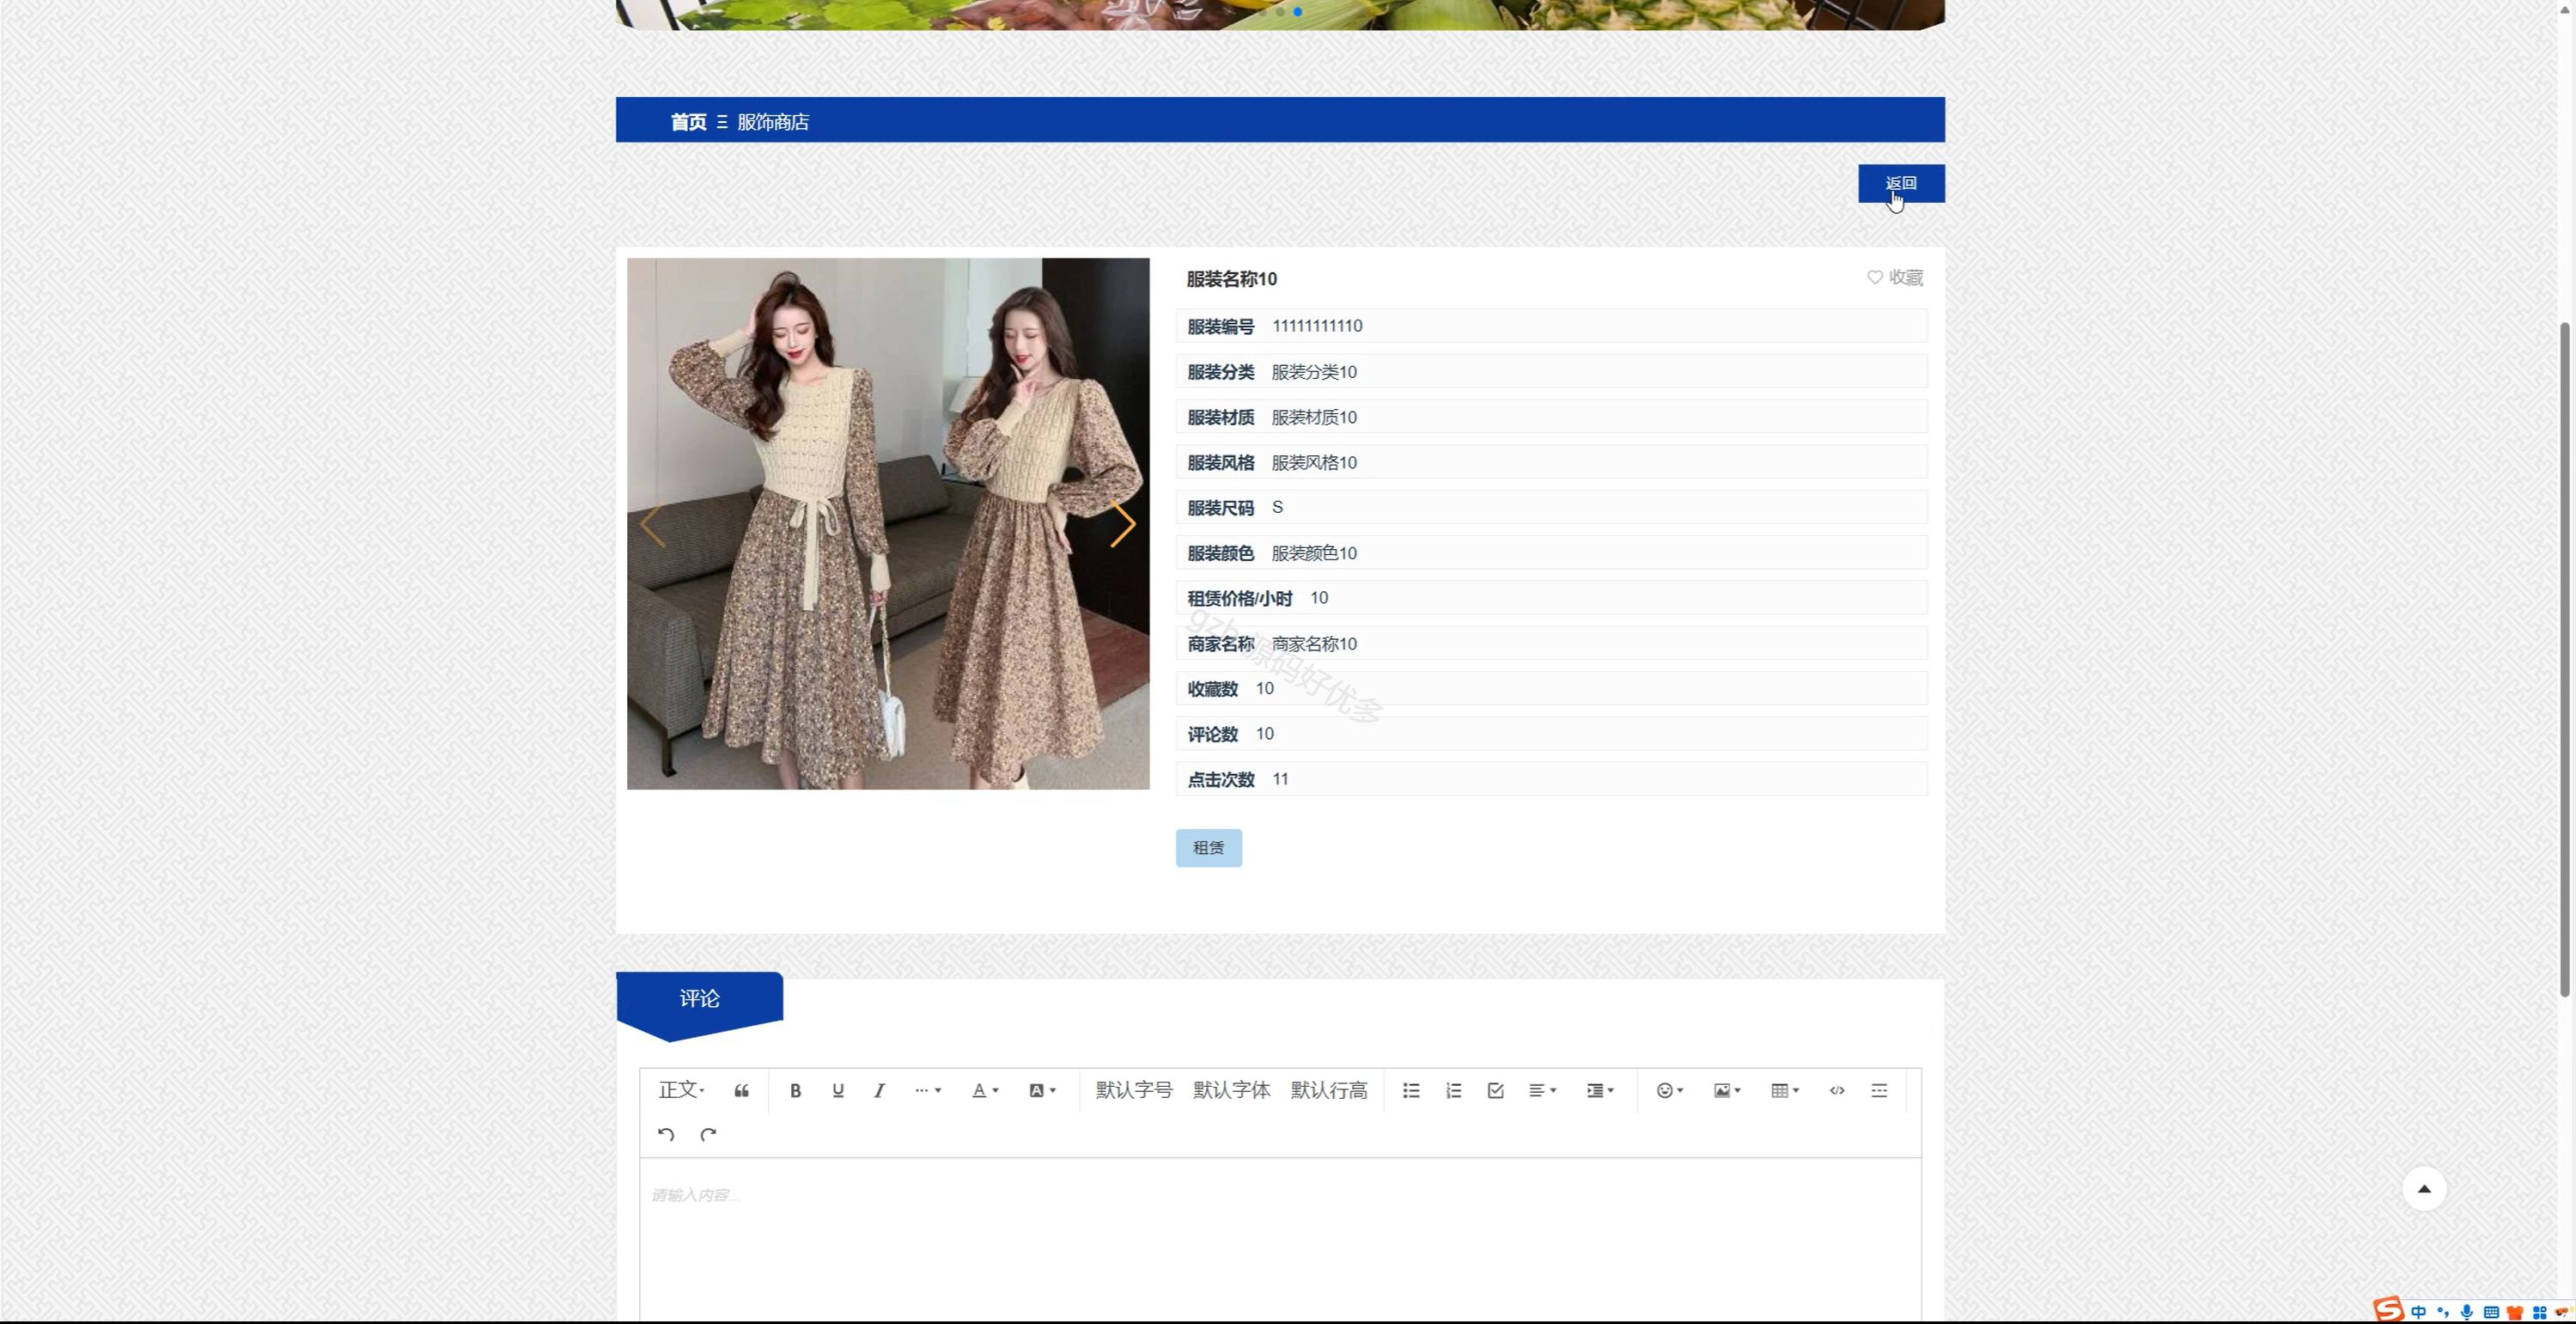 首页 Ξ 服饰商店
返回
服装名称10
收藏
服装编号 11111111110
服装分类 服装分类10
服装材质 服装材质10
服装风格 服装风格10
服装尺码 S
服装颜色 服装颜色10
租赁价格/小时 10
商家名称 商家名称10
收藏数 10
评论数 10
点击次数 11
gzh:源码好优多
租赁
评论
正文
默认字号 默认字体 默认行高
请输入内容...
中